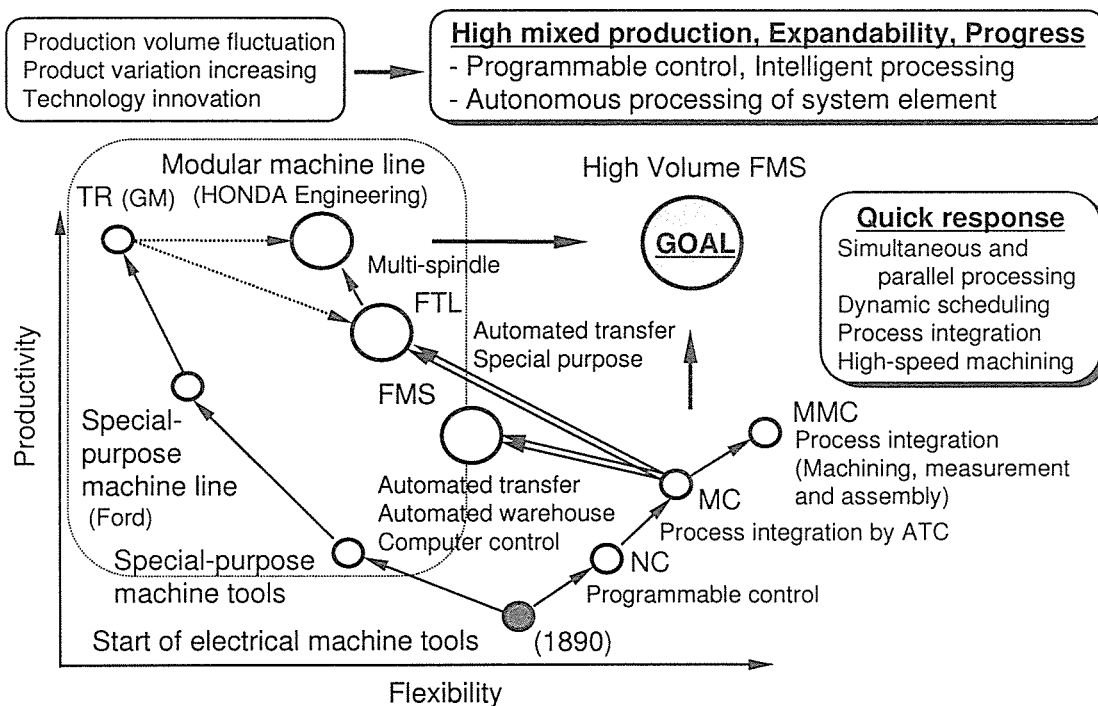 Production volume fluctuation
Product variation increasing
Technology innovation
High mixed production, Expandability, Progress
- Programmable control, Intelligent processing
- Autonomous processing of system element
Modular machine line
(HONDA Engineering)
TR (GM)
High Volume FMS
GOAL
Quick response
Simultaneous and
parallel processing
Dynamic scheduling
Process integration
High-speed machining
Multi-spindle
FTL
Automated transfer
Special purpose
FMS
Special-
purpose
machine line
(Ford)
Automated transfer
Automated warehouse
Computer control
MMC
Process integration
(Machining, measurement
and assembly)
MC
Process integration by ATC
NC
Programmable control
Special-purpose
machine tools
Start of electrical machine tools
(1890)
Productivity
Flexibility